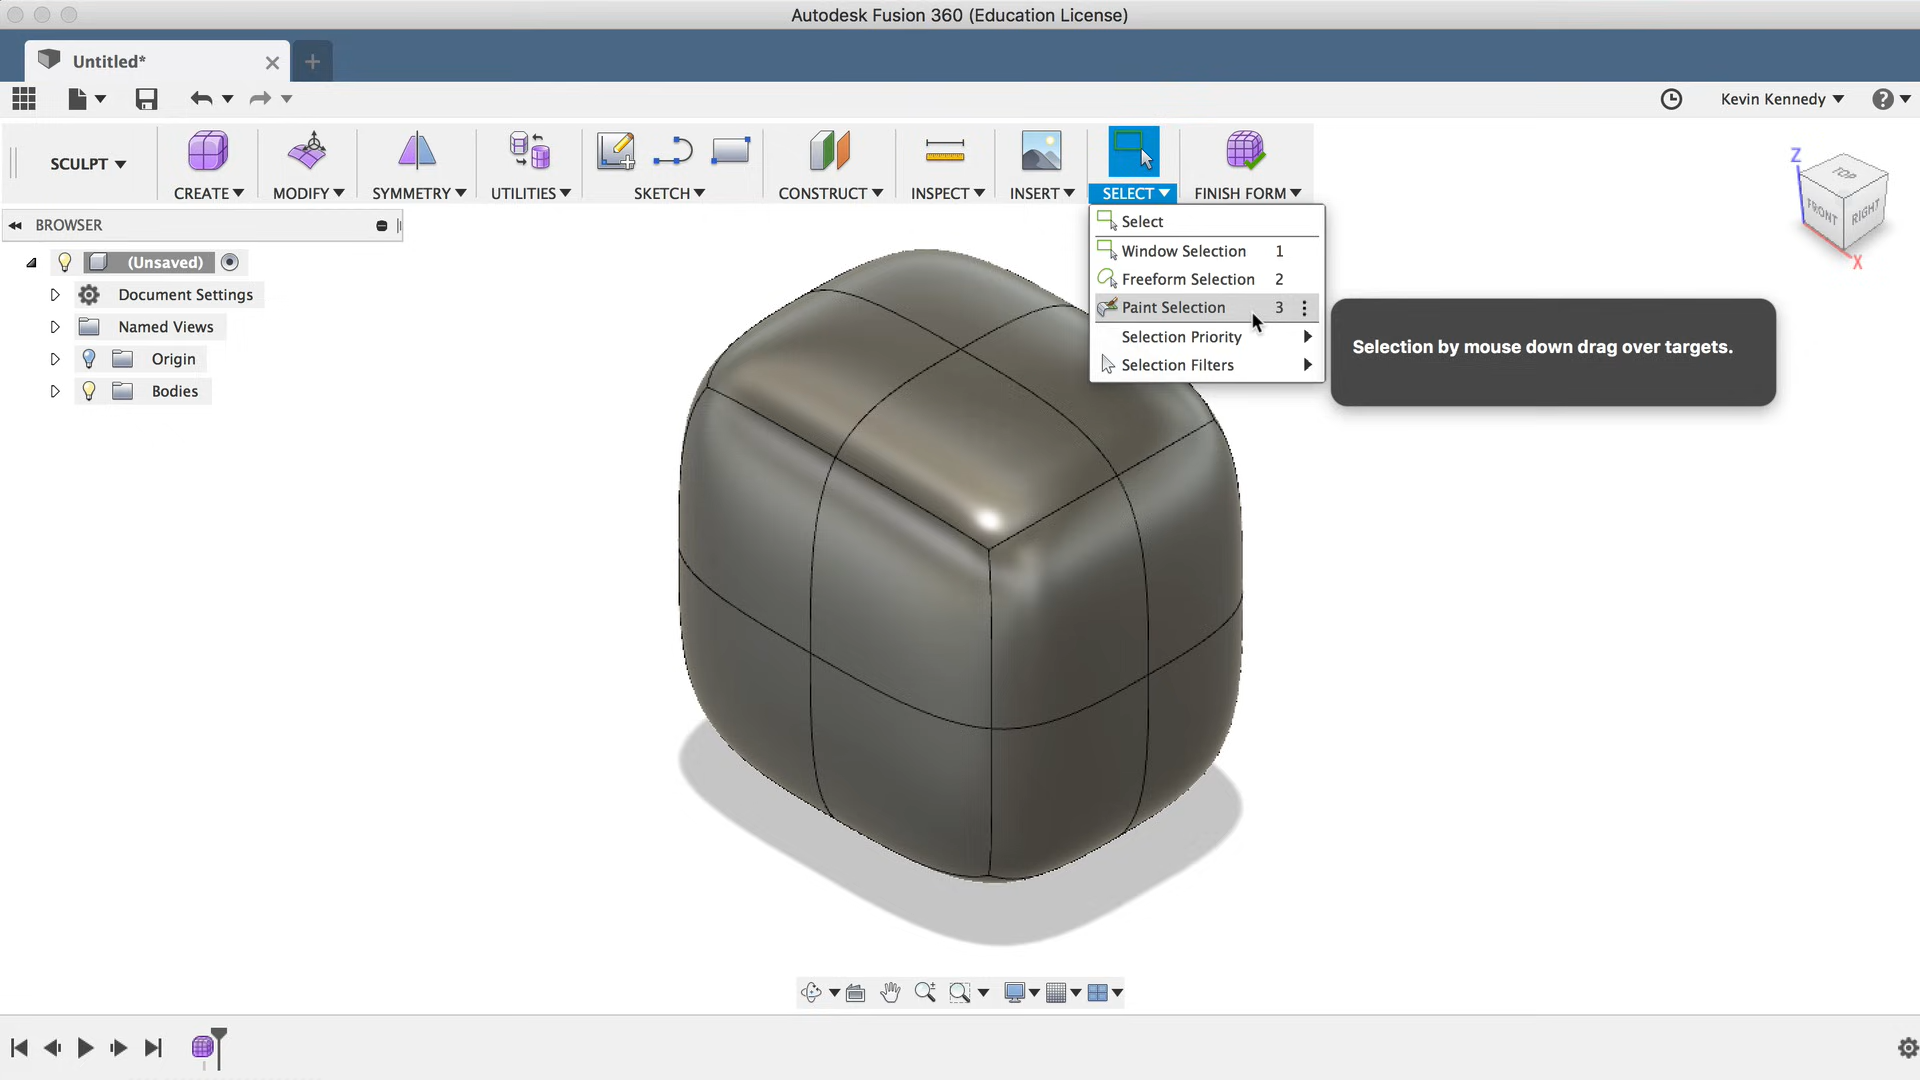 Autodesk Fusion 360 (Education License)
Untitled*
Kevin Kennedy
SCULPT
CREATE
MODIFY
SYMMETRY
UTILITIES
SKETCH
CONSTRUCT
INSPECT
INSERT
SELECT
FINISH FORM
BROWSER
(Unsaved)
Document Settings
Named Views
Origin
Bodies
Select
Window Selection 1
Freeform Selection 2
Paint Selection 3
Selection Priority
Selection Filters
Selection by mouse down drag over targets.
Z
TOP
FRONT
RIGHT
X